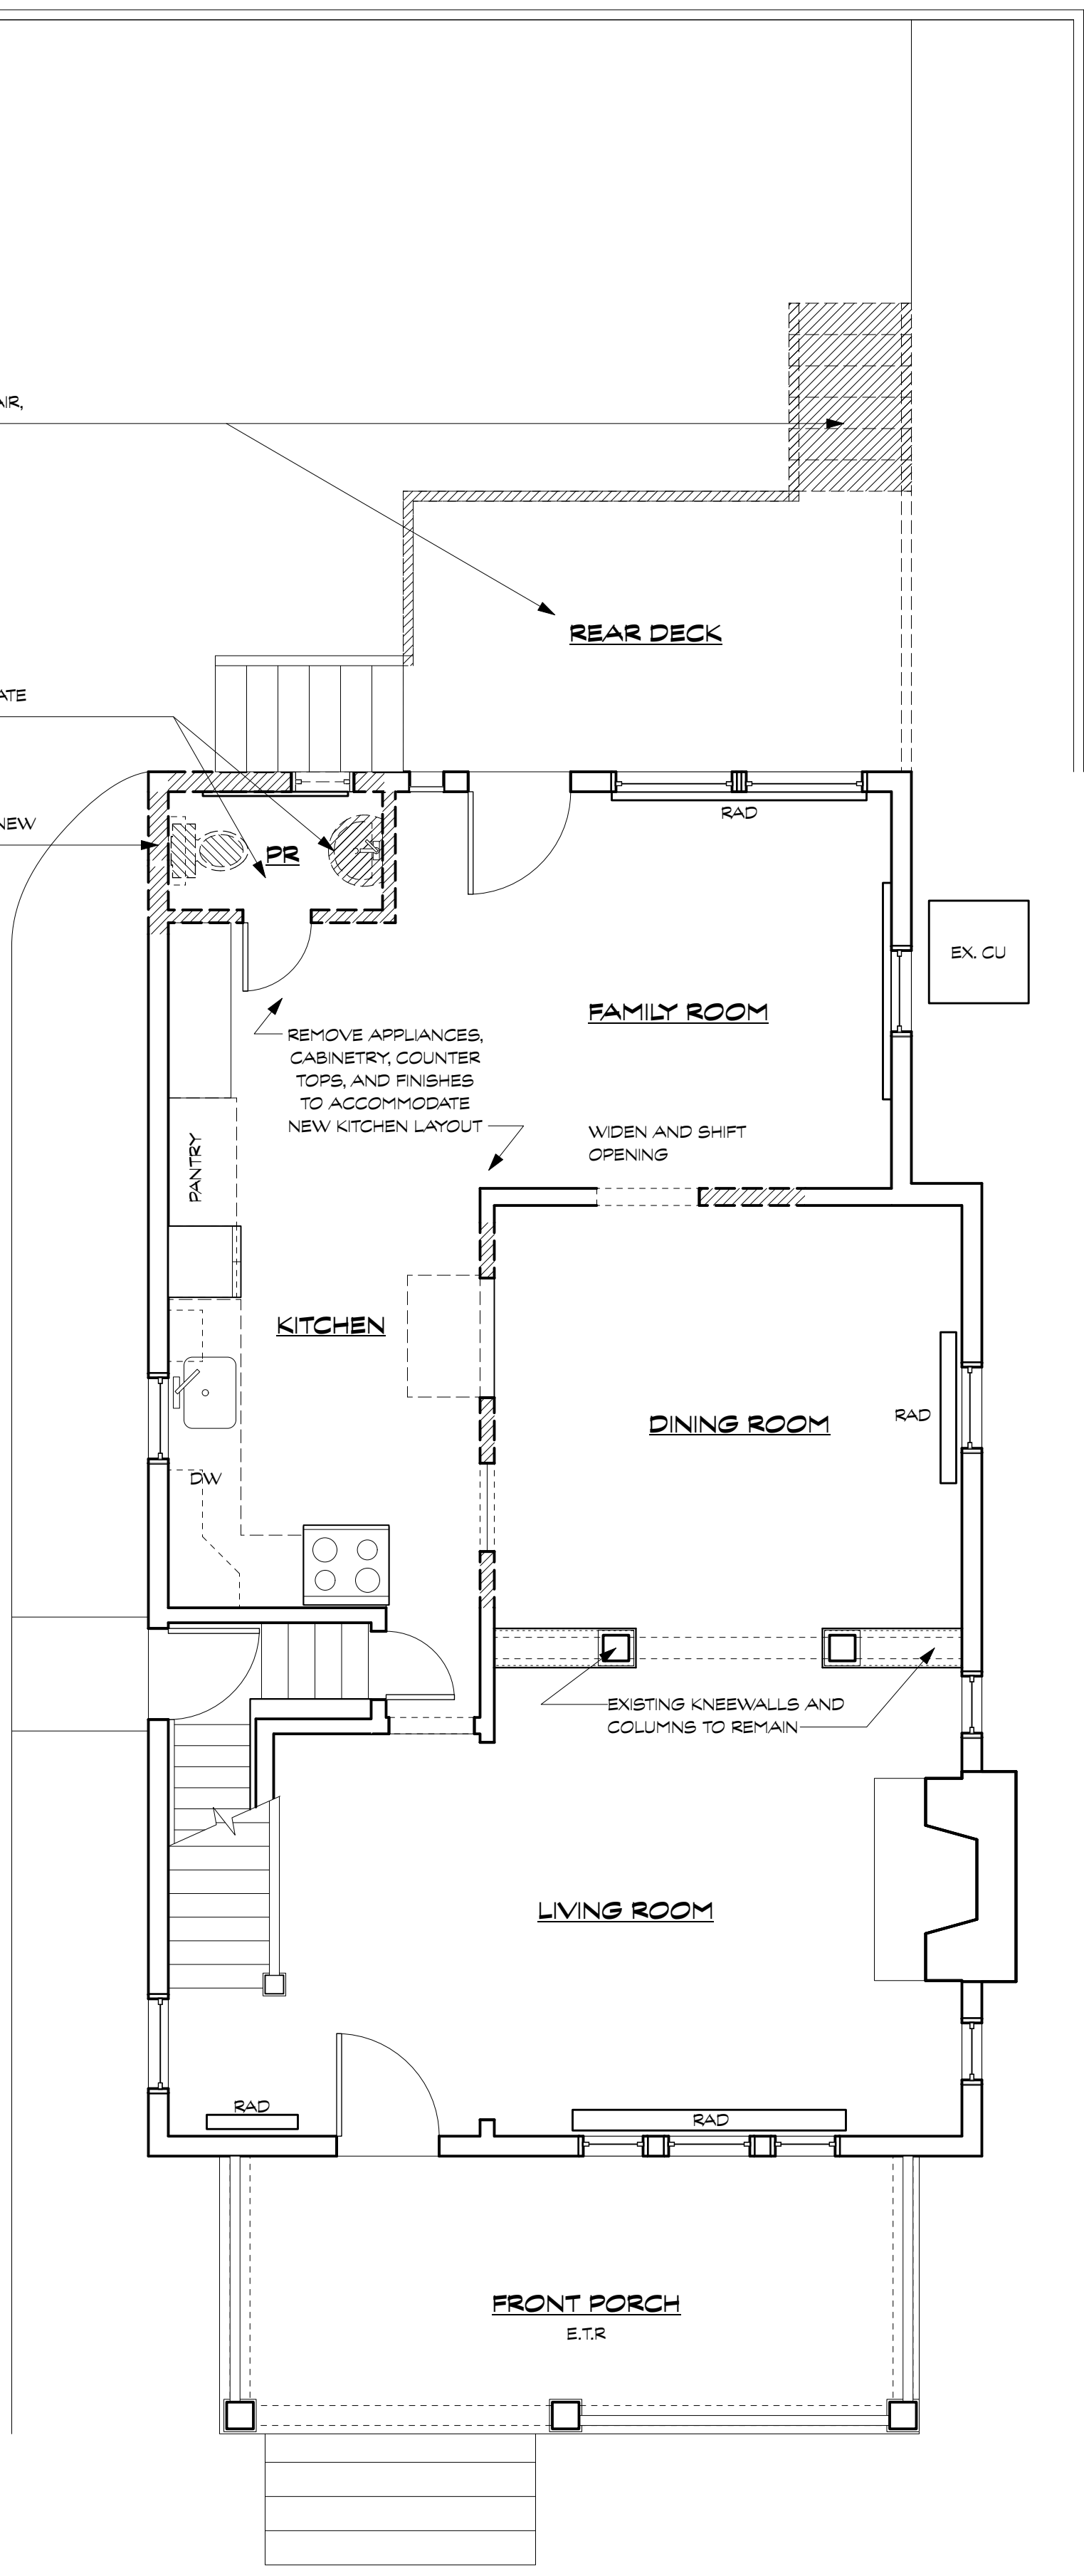 REAR DECK
RAD
NEW
PR
EX. CU
FAMILY ROOM
REMOVE APPLIANCES,
CABINETRY, COUNTER
TOPS, AND FINISHES
TO ACCOMMODATE
NEW KITCHEN LAYOUT
WIDEN AND SHIFT
OPENING
PANTRY
KITCHEN
DINING ROOM
RAD
DW
EXISTING KNEEWALLS AND
COLUMNS TO REMAIN
LIVING ROOM
RAD
RAD
FRONT PORCH
E.T.R